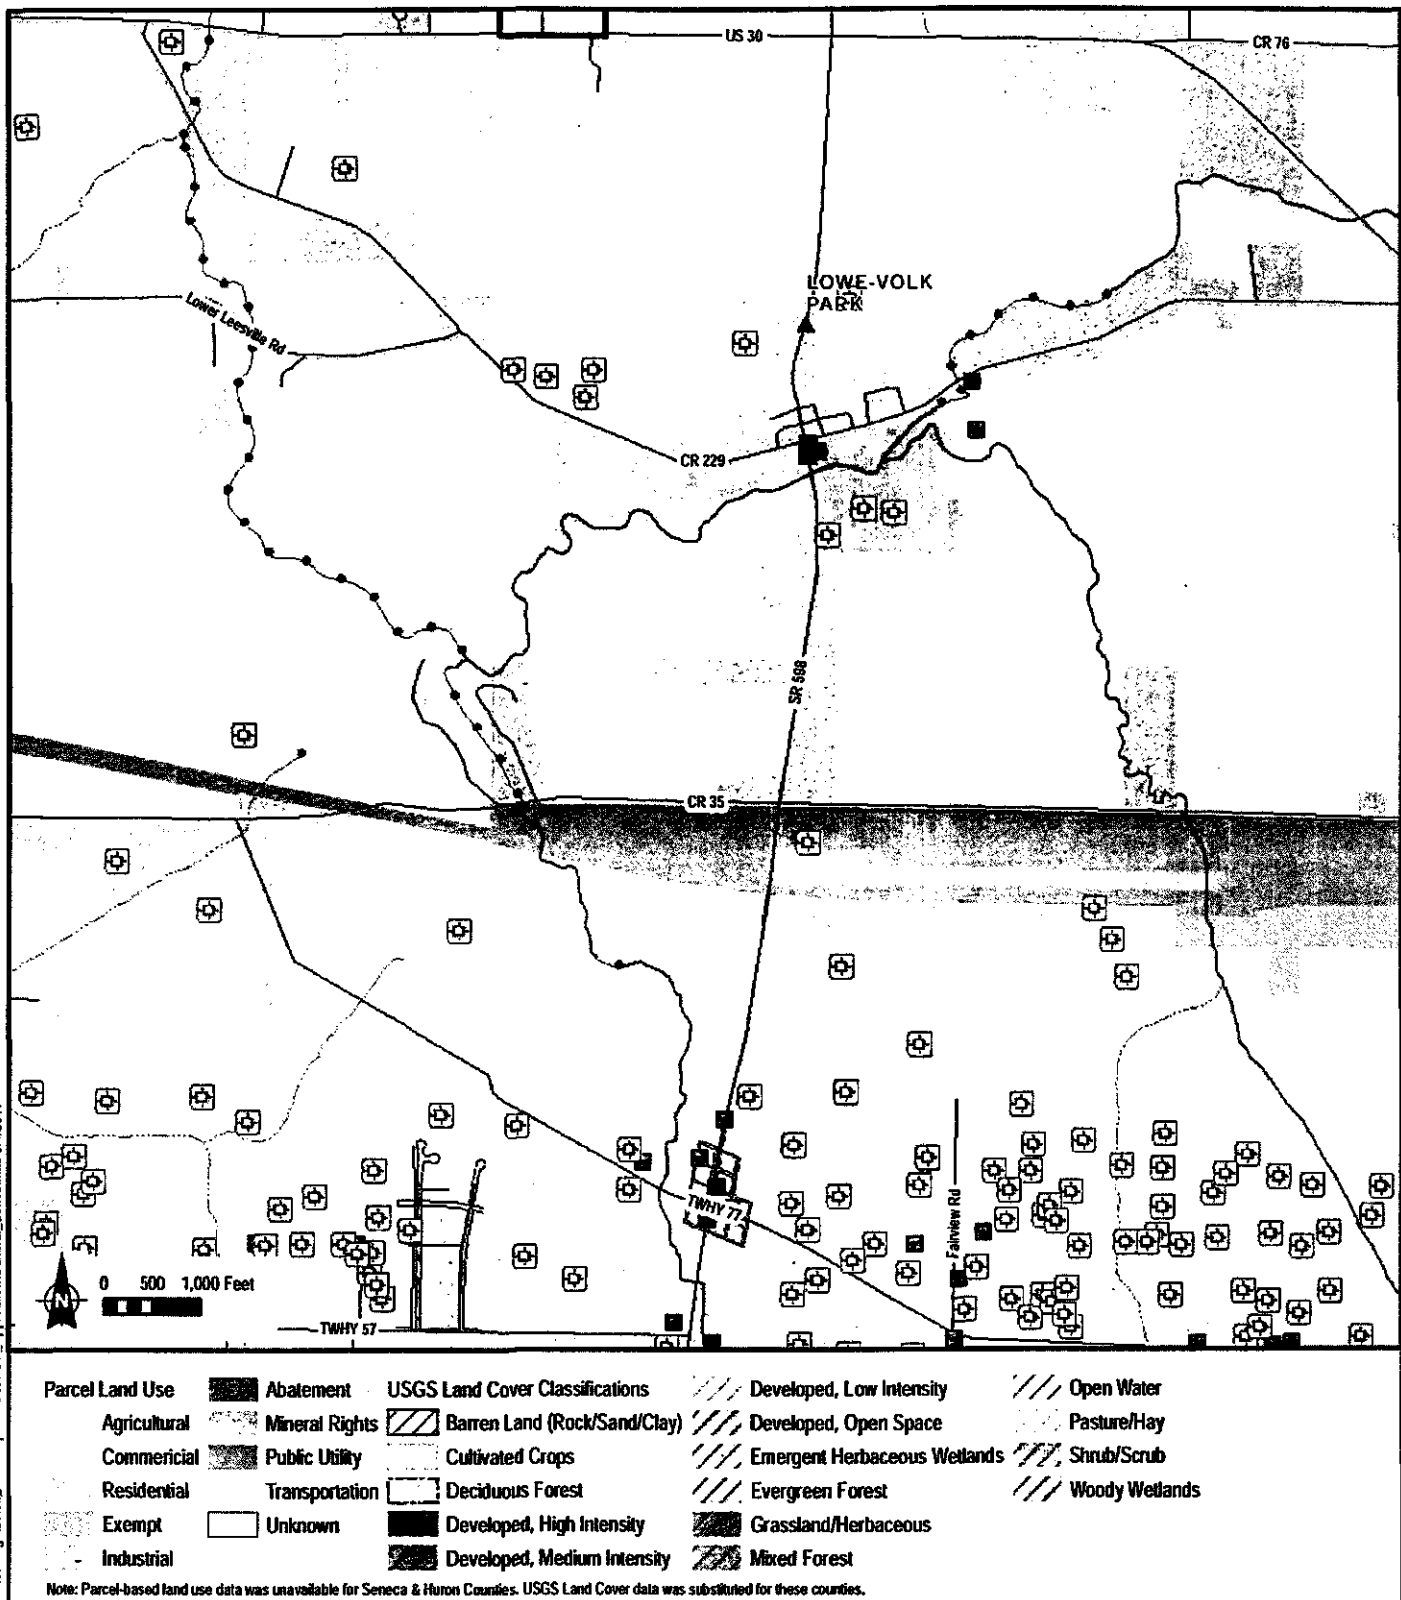 US 30
CR 76
LOWE-VOLK
PARK
Lower Leesville Rd
CR 229
SR 598
CR 35
TWHY 77
Fairview Rd
N
0 500 1,000 Feet
TWHY 57
Parcel Land Use
Agricultural
Commericial
Residential
Exempt
Industrial
Abatement
Mineral Rights
Public Utility
Transportation
Unknown
USGS Land Cover Classifications
Barren Land (Rock/Sand/Clay)
Cultivated Crops
Deciduous Forest
Developed, High Intensity
Developed, Medium Intensity
Developed, Low Intensity
Developed, Open Space
Emergent Herbaceous Wetlands
Evergreen Forest
Grassland/Herbaceous
Mixed Forest
Open Water
Pasture/Hay
Shrub/Scrub
Woody Wetlands
Note: Parcel-based land use data was unavailable for Seneca & Huron Counties. USGS Land Cover data was substituted for these counties.